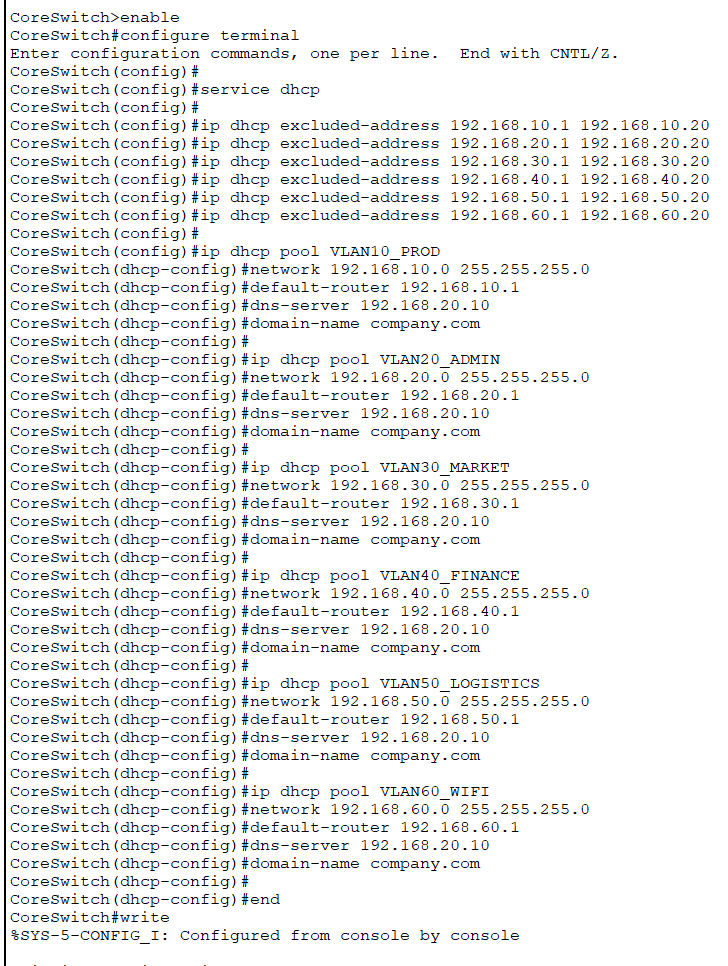 CoreSwitch>enable
CoreSwitch#configure terminal
Enter configuration commands, one per line.  End with CNTL/Z.
CoreSwitch(config)#
CoreSwitch(config)#service dhcp
CoreSwitch(config)#
CoreSwitch(config)#ip dhcp excluded-address 192.168.10.1 192.168.10.20
CoreSwitch(config)#ip dhcp excluded-address 192.168.20.1 192.168.20.20
CoreSwitch(config)#ip dhcp excluded-address 192.168.30.1 192.168.30.20
CoreSwitch(config)#ip dhcp excluded-address 192.168.40.1 192.168.40.20
CoreSwitch(config)#ip dhcp excluded-address 192.168.50.1 192.168.50.20
CoreSwitch(config)#ip dhcp excluded-address 192.168.60.1 192.168.60.20
CoreSwitch(config)#
CoreSwitch(config)#ip dhcp pool VLAN10_PROD
CoreSwitch(dhcp-config)#network 192.168.10.0 255.255.255.0
CoreSwitch(dhcp-config)#default-router 192.168.10.1
CoreSwitch(dhcp-config)#dns-server 192.168.20.10
CoreSwitch(dhcp-config)#domain-name company.com
CoreSwitch(dhcp-config)#
CoreSwitch(dhcp-config)#ip dhcp pool VLAN20_ADMIN
CoreSwitch(dhcp-config)#network 192.168.20.0 255.255.255.0
CoreSwitch(dhcp-config)#default-router 192.168.20.1
CoreSwitch(dhcp-config)#dns-server 192.168.20.10
CoreSwitch(dhcp-config)#domain-name company.com
CoreSwitch(dhcp-config)#
CoreSwitch(dhcp-config)#ip dhcp pool VLAN30_MARKET
CoreSwitch(dhcp-config)#network 192.168.30.0 255.255.255.0
CoreSwitch(dhcp-config)#default-router 192.168.30.1
CoreSwitch(dhcp-config)#dns-server 192.168.20.10
CoreSwitch(dhcp-config)#domain-name company.com
CoreSwitch(dhcp-config)#
CoreSwitch(dhcp-config)#ip dhcp pool VLAN40_FINANCE
CoreSwitch(dhcp-config)#network 192.168.40.0 255.255.255.0
CoreSwitch(dhcp-config)#default-router 192.168.40.1
CoreSwitch(dhcp-config)#dns-server 192.168.20.10
CoreSwitch(dhcp-config)#domain-name company.com
CoreSwitch(dhcp-config)#
CoreSwitch(dhcp-config)#ip dhcp pool VLAN50_LOGISTICS
CoreSwitch(dhcp-config)#network 192.168.50.0 255.255.255.0
CoreSwitch(dhcp-config)#default-router 192.168.50.1
CoreSwitch(dhcp-config)#dns-server 192.168.20.10
CoreSwitch(dhcp-config)#domain-name company.com
CoreSwitch(dhcp-config)#
CoreSwitch(dhcp-config)#ip dhcp pool VLAN60_WIFI
CoreSwitch(dhcp-config)#network 192.168.60.0 255.255.255.0
CoreSwitch(dhcp-config)#default-router 192.168.60.1
CoreSwitch(dhcp-config)#dns-server 192.168.20.10
CoreSwitch(dhcp-config)#domain-name company.com
CoreSwitch(dhcp-config)#
CoreSwitch(dhcp-config)#end
CoreSwitch#write
%SYS-5-CONFIG_I: Configured from console by console